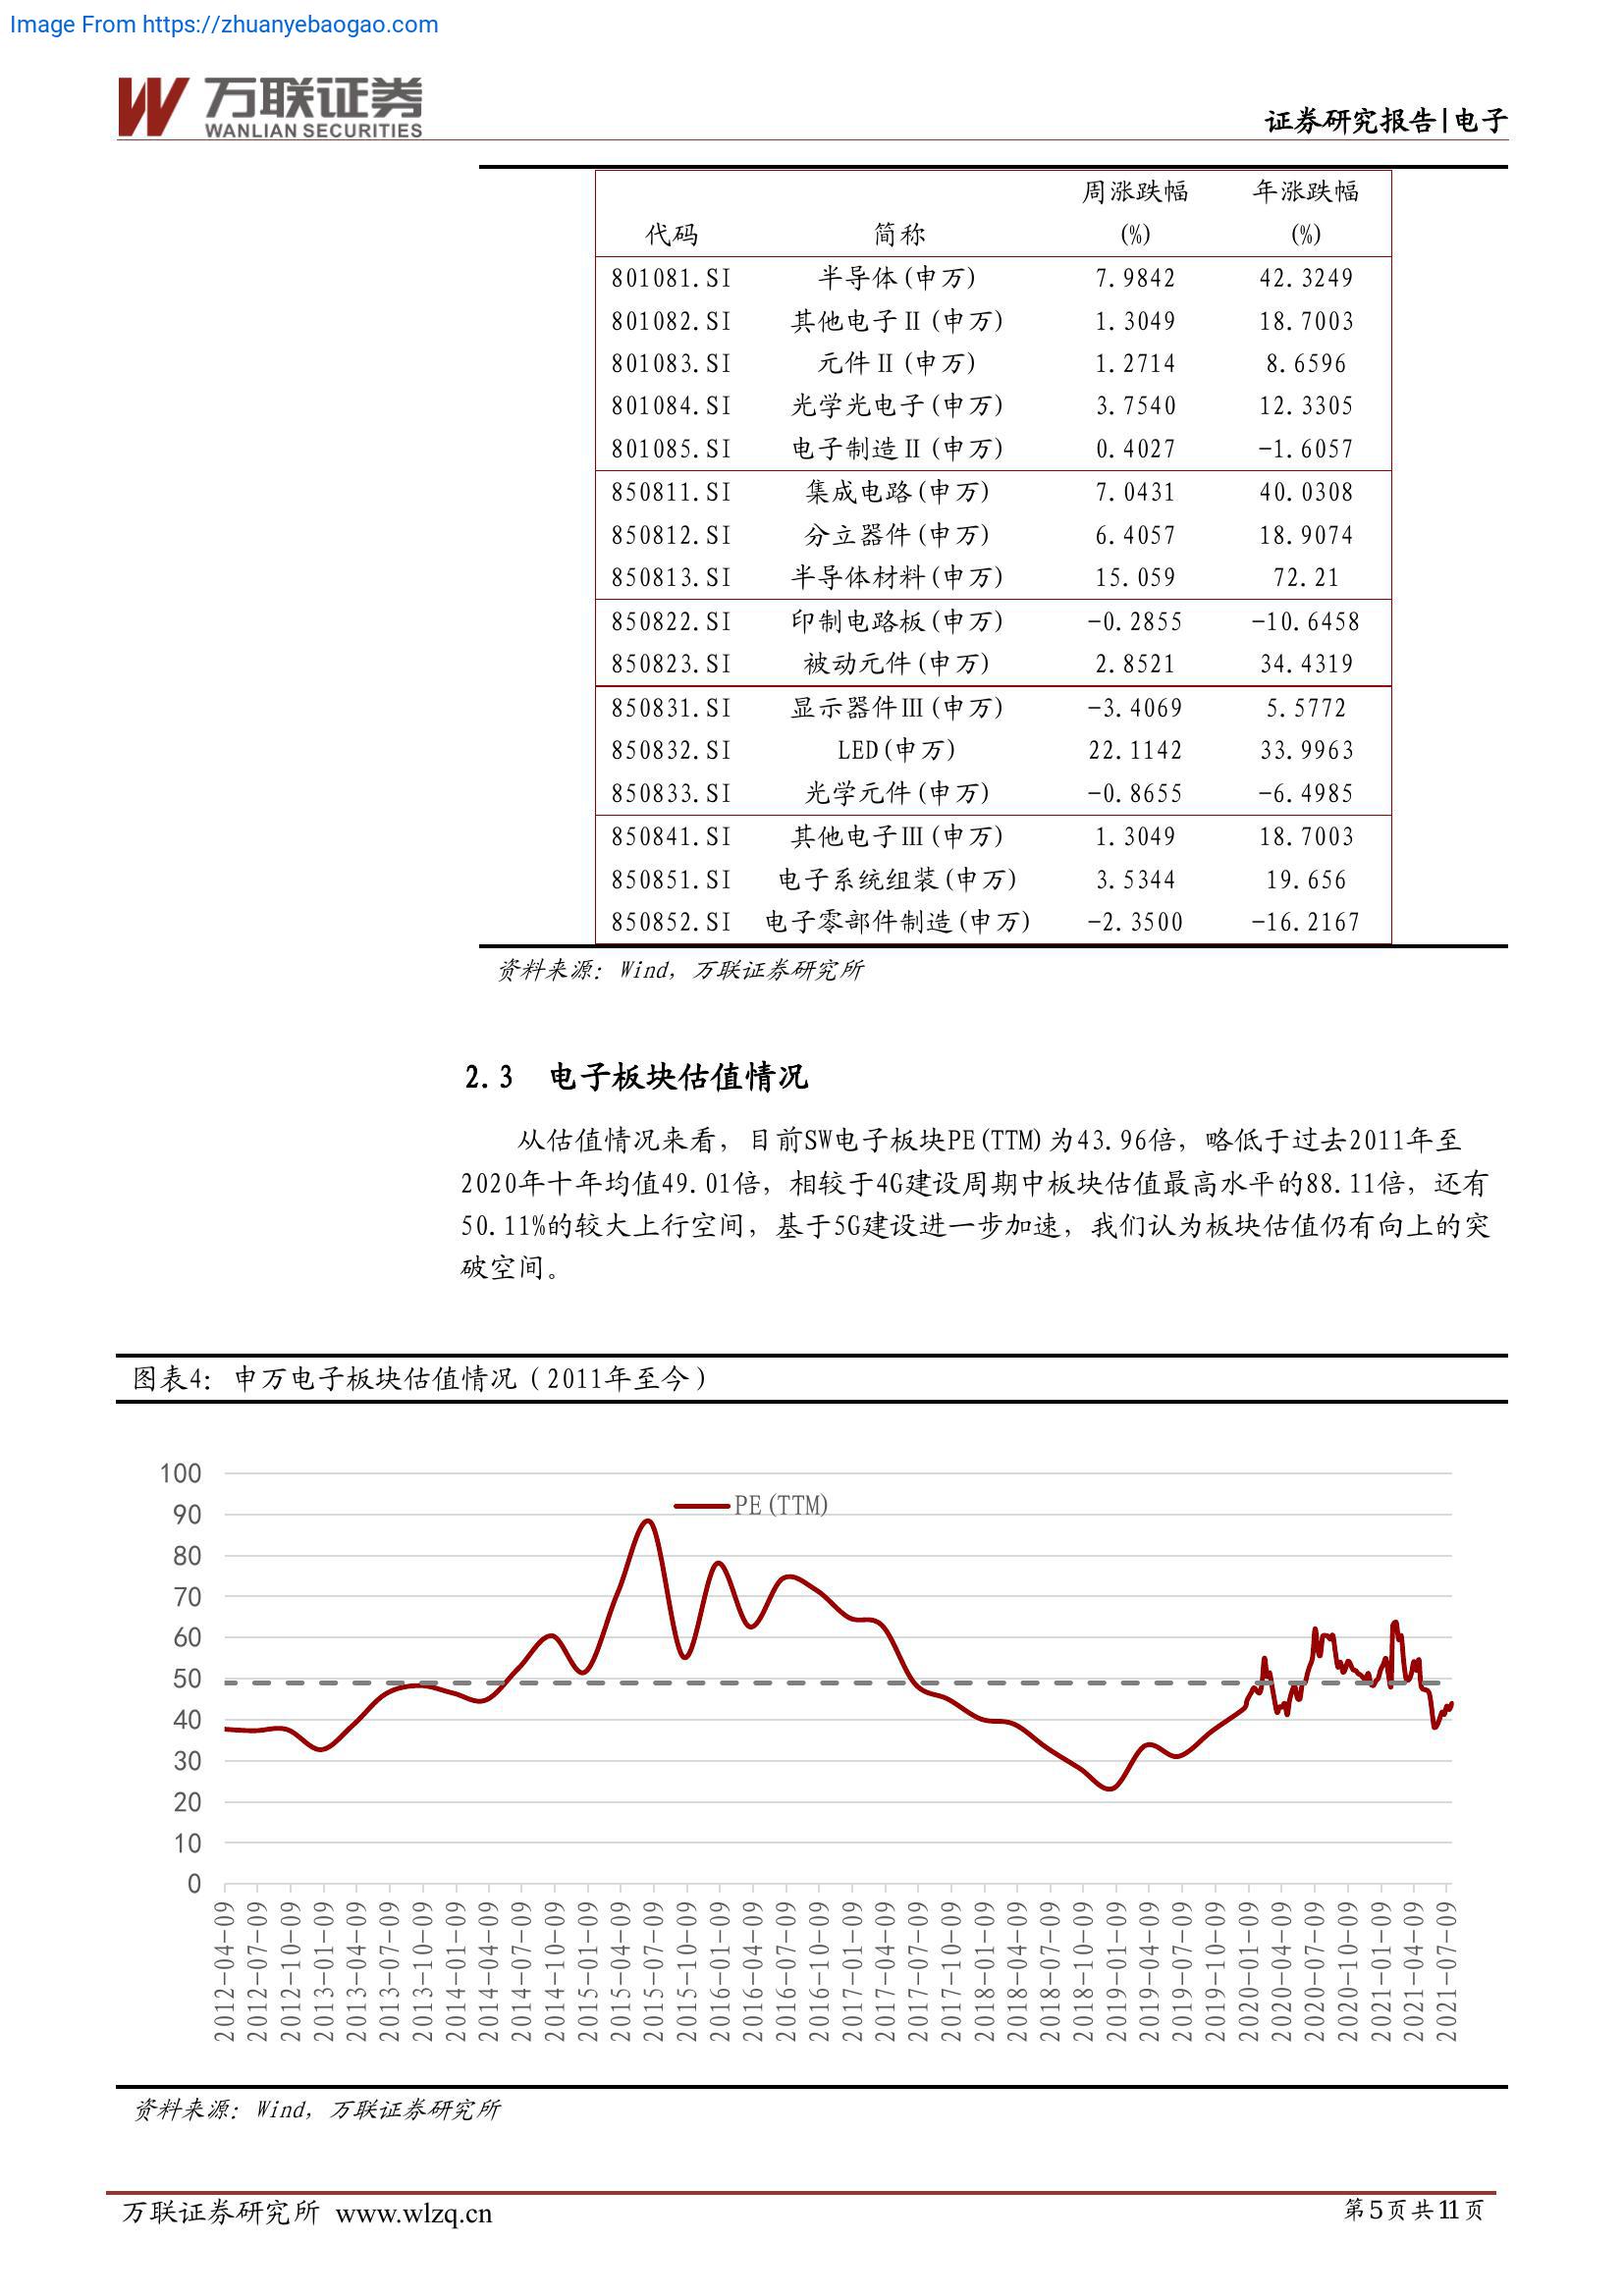 Image From https://zhuanyebaogao.com
万联证券
WANLIAN SECURITIES
证券研究报告|电子
代码 简称 周涨跌幅(%) 年涨跌幅(%)
801081.SI 半导体(申万) 7.9842 42.3249
801082.SI 其他电子Ⅱ(申万) 1.3049 18.7003
801083.SI 元件Ⅱ(申万) 1.2714 8.6596
801084.SI 光学光电子(申万) 3.7540 12.3305
801085.SI 电子制造Ⅱ(申万) 0.4027 -1.6057
850811.SI 集成电路(申万) 7.0431 40.0308
850812.SI 分立器件(申万) 6.4057 18.9074
850813.SI 半导体材料(申万) 15.059 72.21
850822.SI 印制电路板(申万) -0.2855 -10.6458
850823.SI 被动元件(申万) 2.8521 34.4319
850831.SI 显示器件Ⅲ(申万) -3.4069 5.5772
850832.SI LED(申万) 22.1142 33.9963
850833.SI 光学元件(申万) -0.8655 -6.4985
850841.SI 其他电子Ⅲ(申万) 1.3049 18.7003
850851.SI 电子系统组装(申万) 3.5344 19.656
850852.SI 电子零部件制造(申万) -2.3500 -16.2167
资料来源：Wind，万联证券研究所
2.3 电子板块估值情况
从估值情况来看，目前SW电子板块PE(TTM)为43.96倍，略低于过去2011年至
2020年十年均值49.01倍，相较于4G建设周期中板块估值最高水平的88.11倍，还有
50.11%的较大上行空间，基于5G建设进一步加速，我们认为板块估值仍有向上的突
破空间。
图表4：申万电子板块估值情况（2011年至今）
PE(TTM)
100
90
80
70
60
50
40
30
20
10
0
2012-04-09
2012-07-09
2012-10-09
2013-01-09
2013-04-09
2013-07-09
2013-10-09
2014-01-09
2014-04-09
2014-07-09
2014-10-09
2015-01-09
2015-04-09
2015-07-09
2015-10-09
2016-01-09
2016-04-09
2016-07-09
2016-10-09
2017-01-09
2017-04-09
2017-07-09
2017-10-09
2018-01-09
2018-04-09
2018-07-09
2018-10-09
2019-01-09
2019-04-09
2019-07-09
2019-10-09
2020-01-09
2020-04-09
2020-07-09
2020-10-09
2021-01-09
2021-04-09
2021-07-09
资料来源：Wind，万联证券研究所
万联证券研究所 www.wlzq.cn
第5页共11页